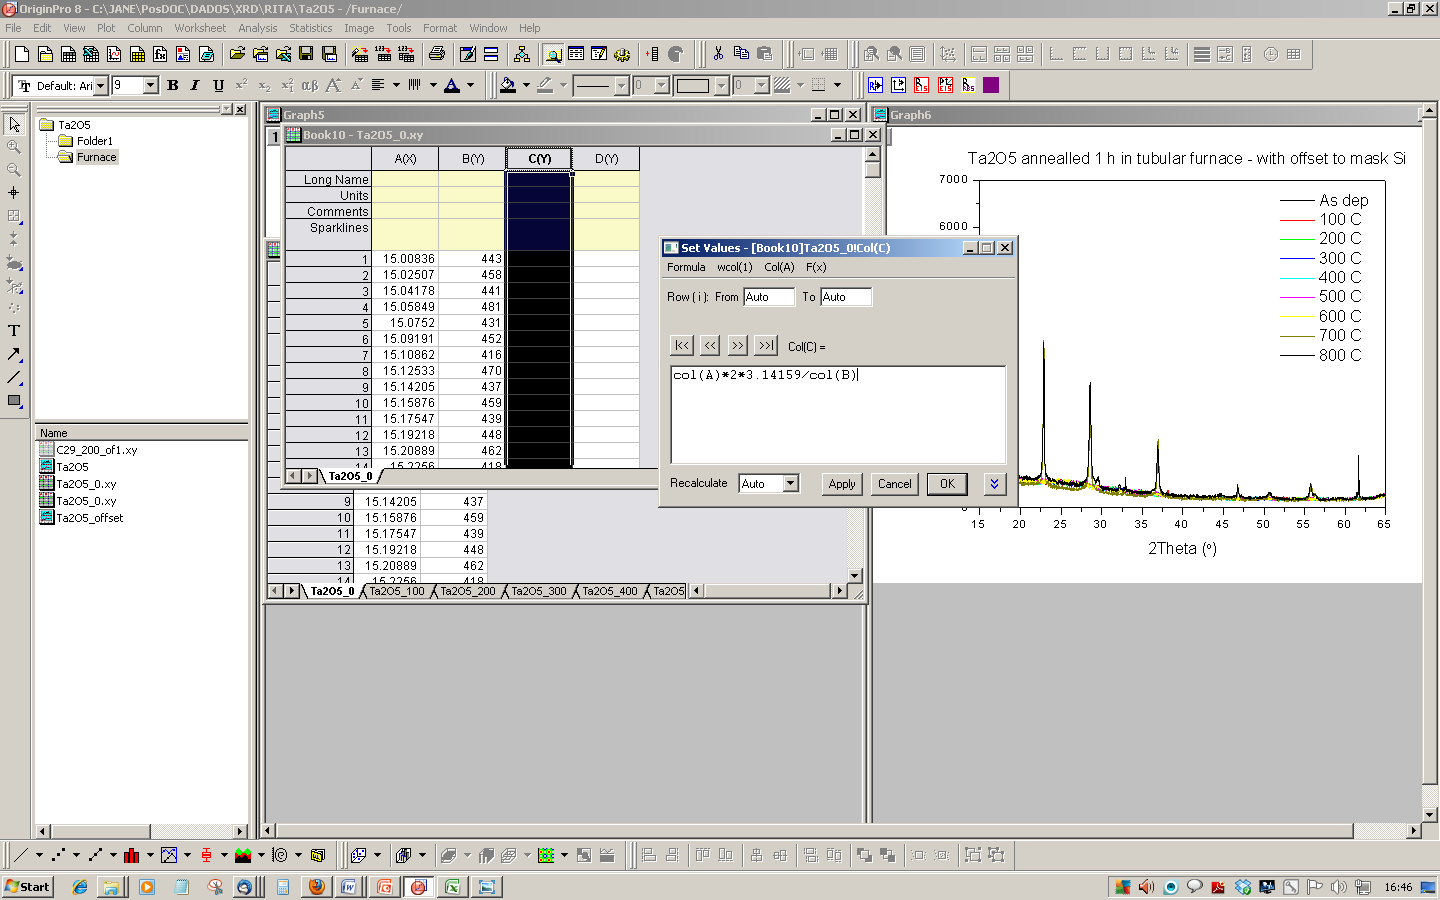 OriginPro 8 - C:\JANE\PosDOC\DADOS\XRD\RITA\Ta2O5 - /Furnace/
File Edit View Plot Column Worksheet Analysis Statistics Image Tools Format Window Help
Default: Ari 9 B I U
Ta2O5
Folder1
Furnace
Name
C29_200_of1.xy
Ta2O5
Ta2O5_0.xy
Ta2O5_0.xy
Ta2O5_offset
Graph5
Book10 - Ta2O5_0.xy
A(X) B(Y) C(Y) D(Y)
Long Name
Units
Comments
Sparklines
1 15.00836 443
2 15.02507 458
3 15.04178 441
4 15.05849 481
5 15.0752 431
6 15.09191 452
7 15.10862 416
8 15.12533 470
9 15.14205 437
10 15.15876 459
11 15.17547 439
12 15.19218 448
13 15.20889 462
14 15.2256 418
Ta2O5_0
9 15.14205 437
10 15.15876 459
11 15.17547 439
12 15.19218 448
13 15.20889 462
14 15.2256 418
Ta2O5_0 Ta2O5_100 Ta2O5_200 Ta2O5_300 Ta2O5_400 Ta2O5
Set Values - [Book10]Ta2O5_0!Col(C)
Formula wcol(1) Col(A) F(x)
Row ( i ): From Auto To Auto
|<< << >> >>| Col(C) =
col(A)*2*3.14159/col(B)
Recalculate Auto Apply Cancel OK
Graph6
Ta2O5 annealled 1 h in tubular furnace - with offset to mask Si
7000
6000
As dep
100 C
200 C
300 C
400 C
500 C
600 C
700 C
800 C
15 20 25 30 35 40 45 50 55 60 65
2Theta (º)
Start
16:46